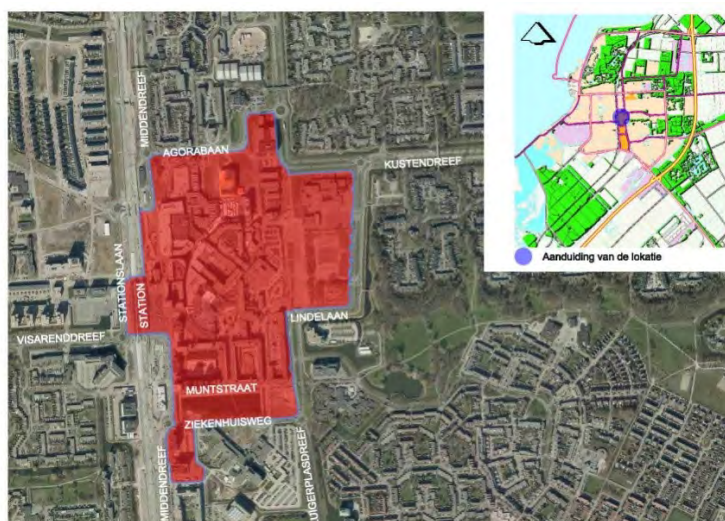 MIDDENDREEF
AGORABAAN
KUSTENDREEF
Aanduiding van de lokatie
STATIONSLAAN
STATION
LINDELAAN
VISARENDDREEF
MUNTSTRAAT
ZIEKENHUISWEG
MIDDENDREEF
UIGERPLASDREEF